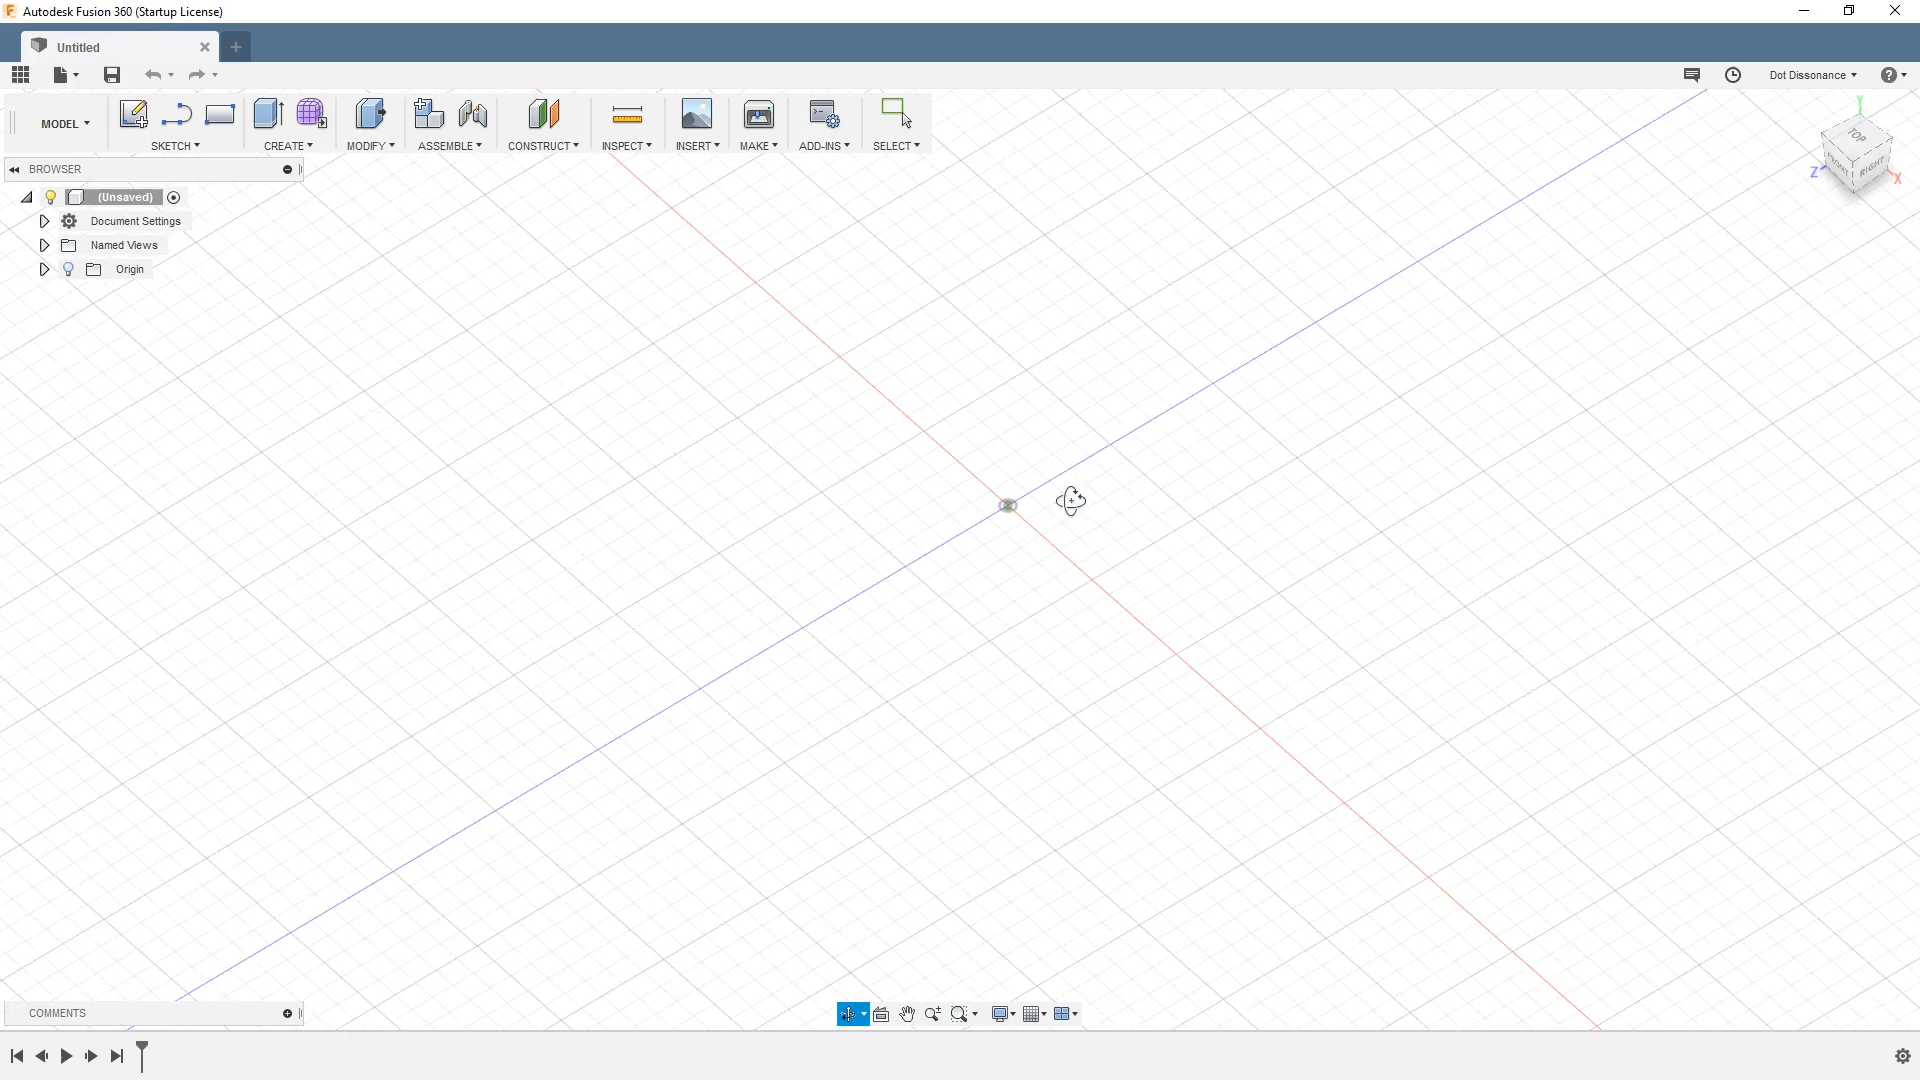 Autodesk Fusion 360 (Startup License)
Untitled
Dot Dissonance
MODEL
SKETCH
CREATE
MODIFY
ASSEMBLE
CONSTRUCT
INSPECT
INSERT
MAKE
ADD-INS
SELECT
BROWSER
(Unsaved)
Document Settings
Named Views
Origin
Y
TOP
FRONT
RIGHT
Z
X
COMMENTS